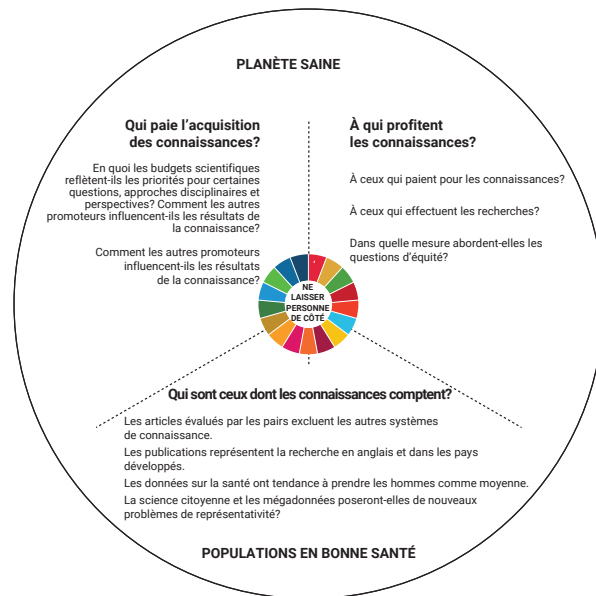 PLANÈTE SAINE
Qui paie l'acquisition
des connaissances?
En quoi les budgets scientifiques
reflètent-ils les priorités pour certaines
questions, approches disciplinaires et
perspectives? Comment les autres
promoteurs influencent-ils les résultats de
la connaissance?
Comment les autres promoteurs
influencent-ils les résultats
de la connaissance?
À qui profitent
les connaissances?
À ceux qui paient pour les connaissances?
À ceux qui effectuent les recherches?
Dans quelle mesure abordent-elles les
questions d'équité?
NE
LAISSER
PERSONNE
DE CÔTÉ
Qui sont ceux dont les connaissances comptent?
Les articles évalués par les pairs excluent les autres systèmes
de connaissance.
Les publications représentent la recherche en anglais et dans les pays
développés.
Les données sur la santé ont tendance à prendre les hommes comme moyenne.
La science citoyenne et les mégadonnées poseront-elles de nouveaux
problèmes de représentativité?
POPULATIONS EN BONNE SANTÉ